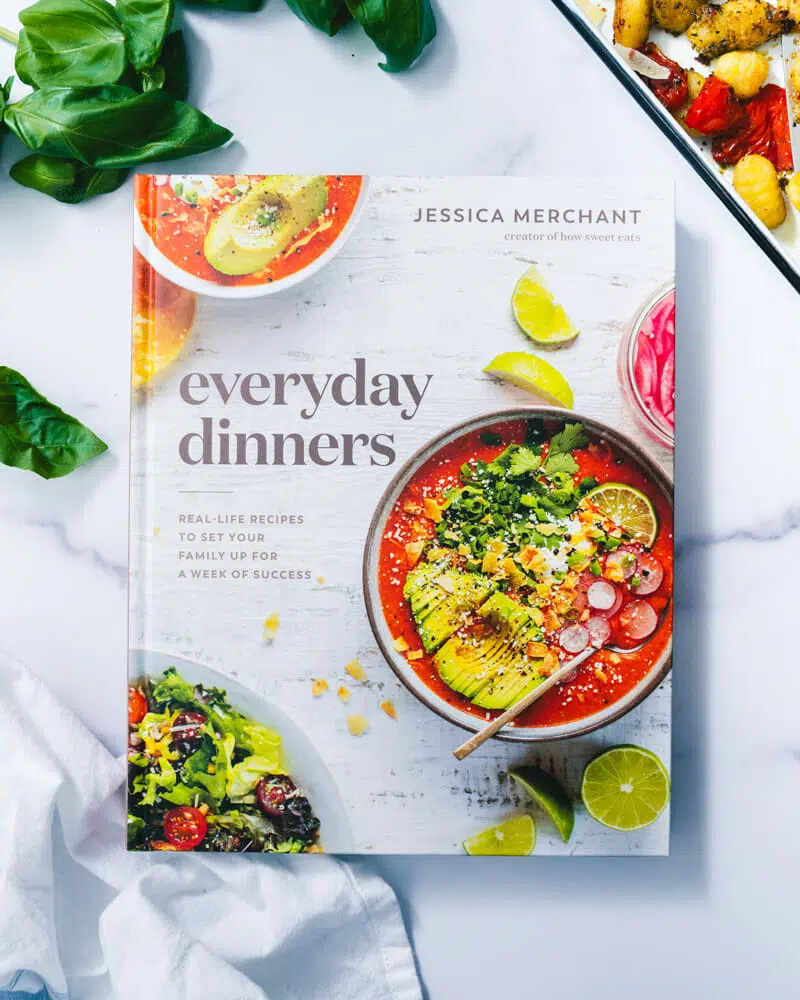 JESSICA MERCHANT
creator of how sweet eats
everyday
dinners
REAL-LIFE RECIPES
TO SET YOUR
FAMILY UP FOR
A WEEK OF SUCCESS